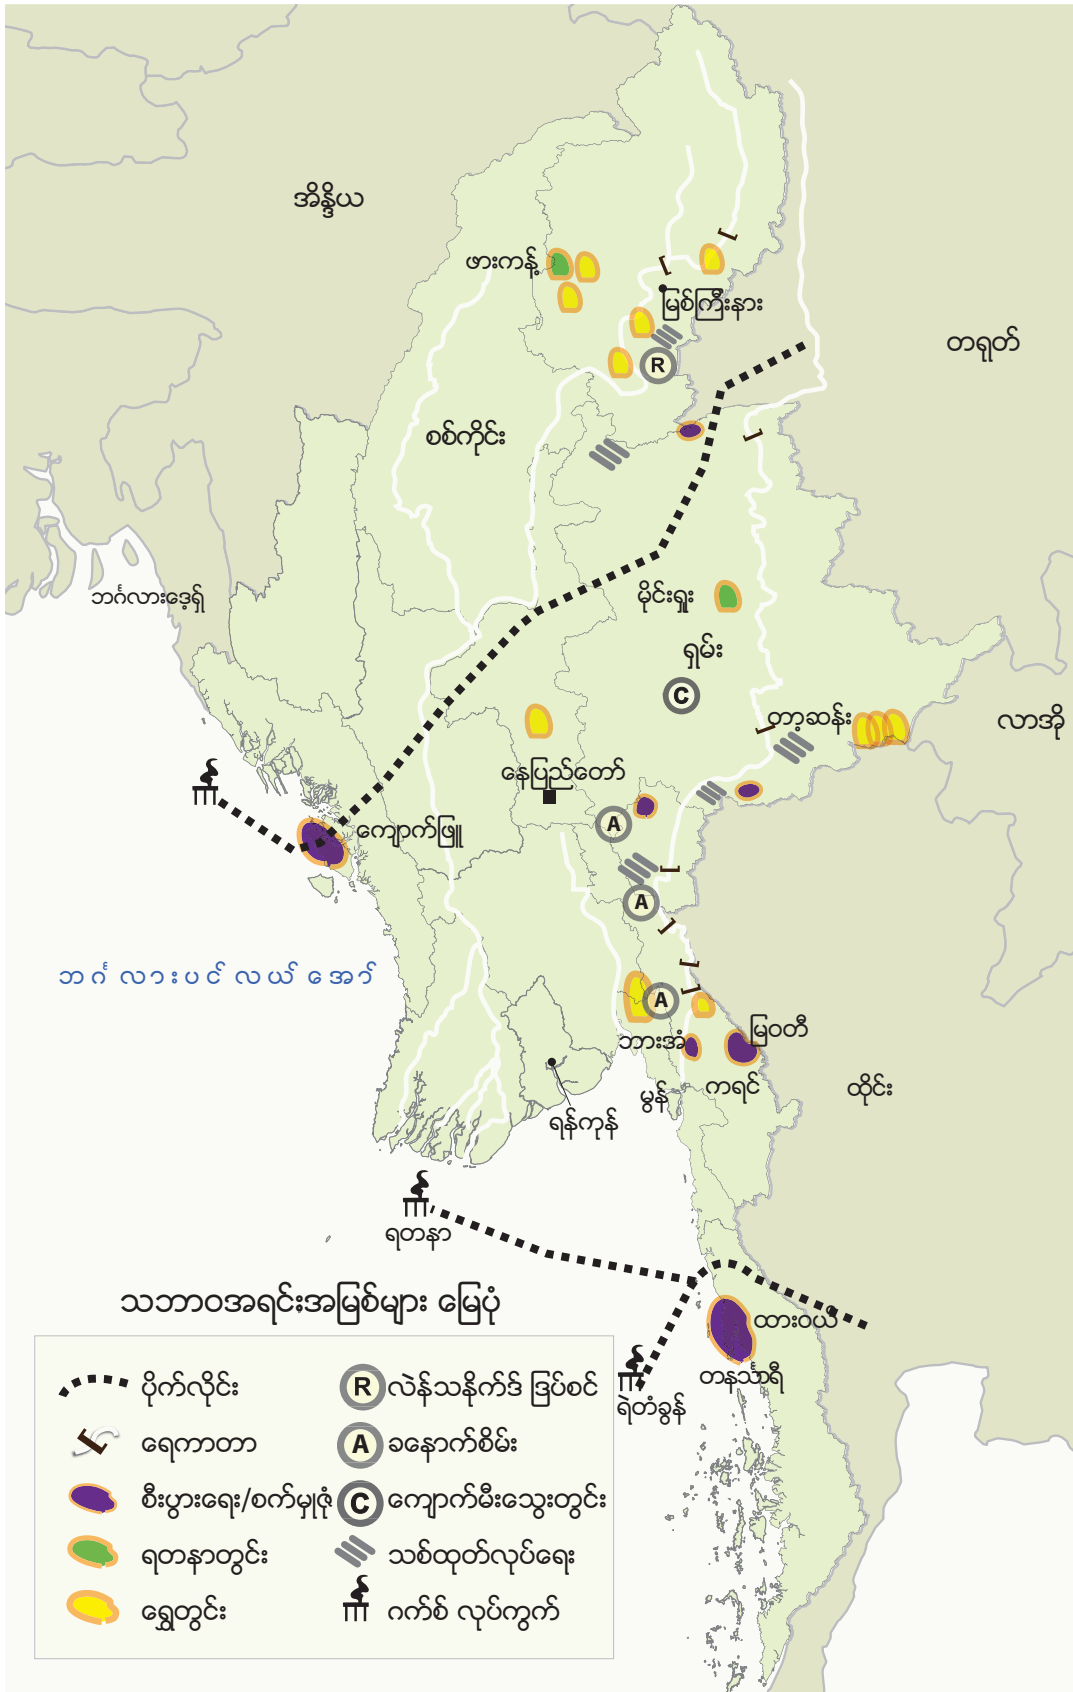 အိန္ဒိယ
ဖားကန့်
မြစ်ကြီးနား
တရုတ်
R
စစ်ကိုင်း
ဘင်္ဂလားဒေ့ရှ်
မိုင်းရှူး
ရှမ်း
C
တာ့ဆန်း
လာအို
နေပြည်တော်
A
ကျောက်ဖြူ
A
ဘင်္ဂလားပင်လယ်အော်
A
ဘားအံ
မြဝတီ
မွန်
ကရင်
ထိုင်း
ရန်ကုန်
ရတနာ
သဘာဝအရင်းအမြစ်များ မြေပုံ
ထားဝယ်
တနင်္သာရီ
ရဲတံခွန်
ပိုက်လိုင်း
R လဲန်သနိုက်ဒ် ဒြပ်စင်
ရေကာတာ
A ခနောက်စိမ်း
စီးပွားရေး/စက်မှုဇုံ
C ကျောက်မီးသွေးတွင်း
ရတနာတွင်း
သစ်ထုတ်လုပ်ရေး
ရွှေတွင်း
ဂက်စ် လုပ်ကွက်